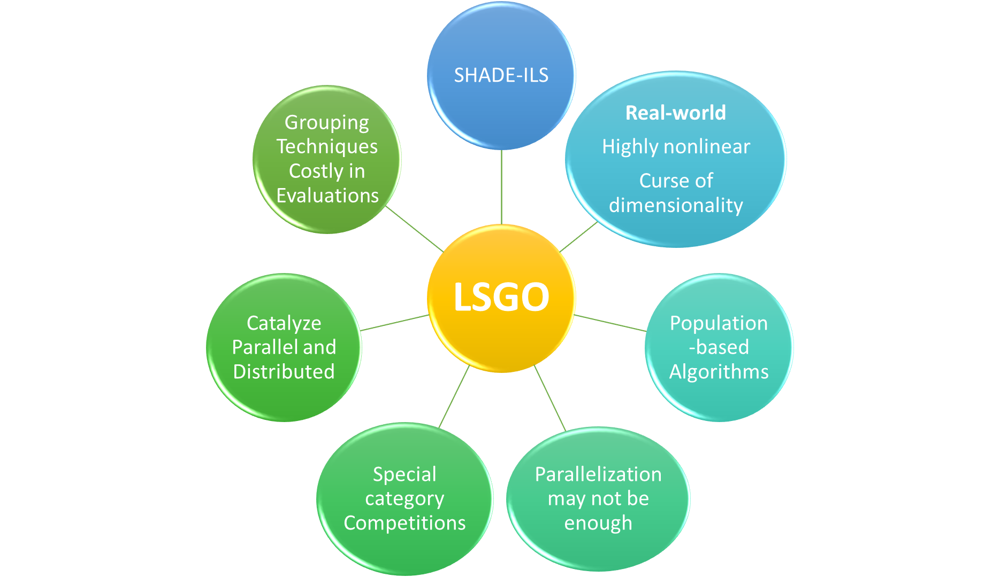 SHADE-ILS
Real-world
Highly nonlinear
Curse of
dimensionality
Population
-based
Algorithms
Parallelization
may not be
enough
Special
category
Competitions
Catalyze
Parallel and
Distributed
Grouping
Techniques
Costly in
Evaluations
LSGO